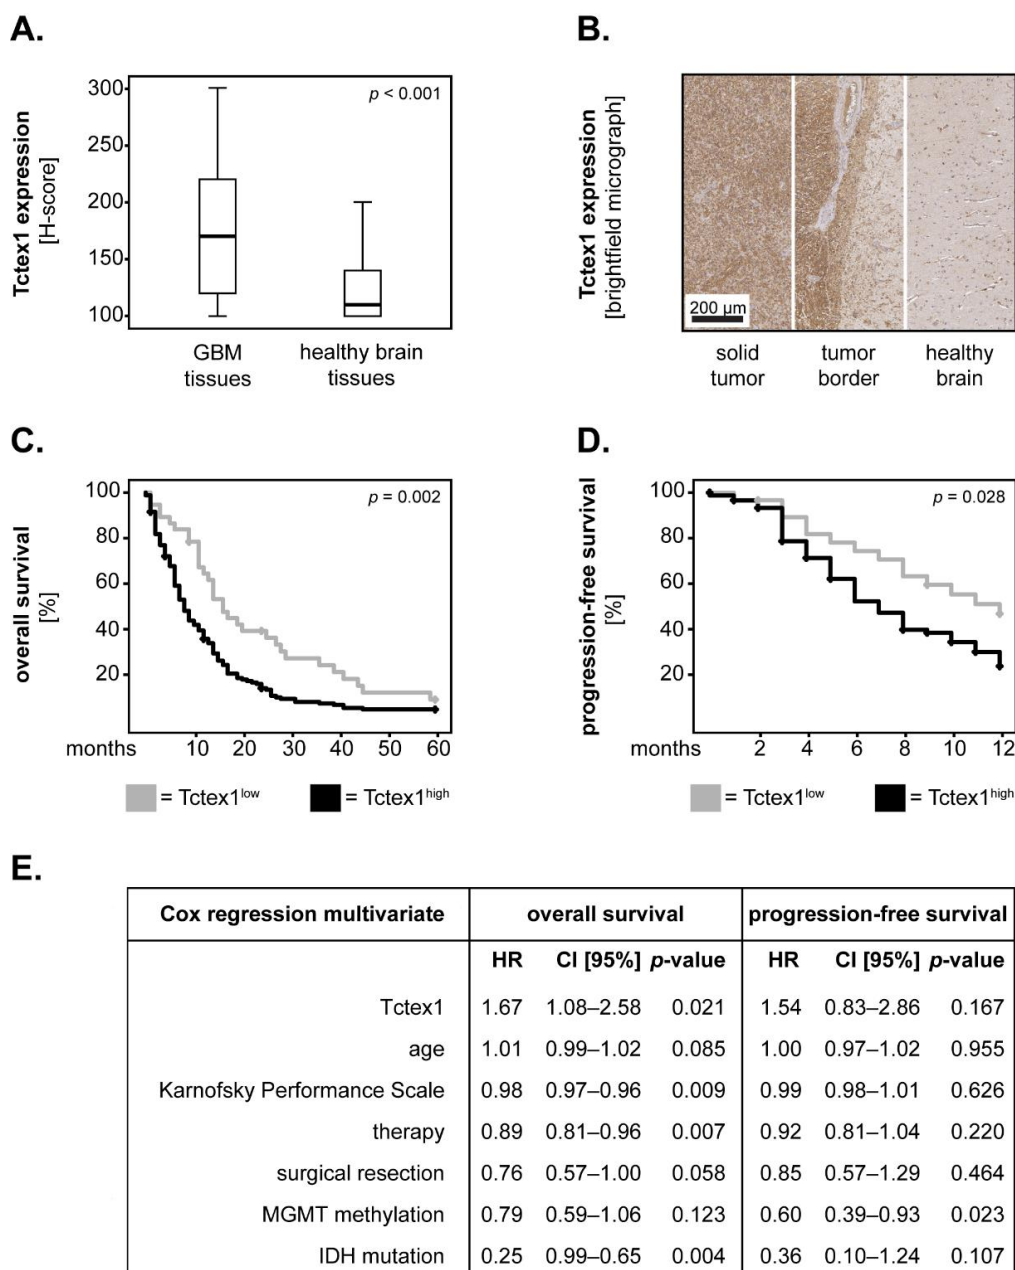 A.
Tctex1 expression
[H-score]
300
250
200
150
100
p < 0.001
GBM
tissues
healthy brain
tissues
B.
Tctex1 expression
[brightfield micrograph]
200 µm
solid
tumor
tumor
border
healthy
brain
C.
overall survival
[%]
100
80
60
40
20
p = 0.002
months 10 20 30 40 50 60
= Tctex1low = Tctex1high
D.
progression-free survival
[%]
100
80
60
40
20
p = 0.028
months 2 4 6 8 10 12
= Tctex1low = Tctex1high
E.
Cox regression multivariate overall survival progression-free survival
HR CI [95%] p-value HR CI [95%] p-value
Tctex1 1.67 1.08–2.58 0.021 1.54 0.83–2.86 0.167
age 1.01 0.99–1.02 0.085 1.00 0.97–1.02 0.955
Karnofsky Performance Scale 0.98 0.97–0.96 0.009 0.99 0.98–1.01 0.626
therapy 0.89 0.81–0.96 0.007 0.92 0.81–1.04 0.220
surgical resection 0.76 0.57–1.00 0.058 0.85 0.57–1.29 0.464
MGMT methylation 0.79 0.59–1.06 0.123 0.60 0.39–0.93 0.023
IDH mutation 0.25 0.99–0.65 0.004 0.36 0.10–1.24 0.107